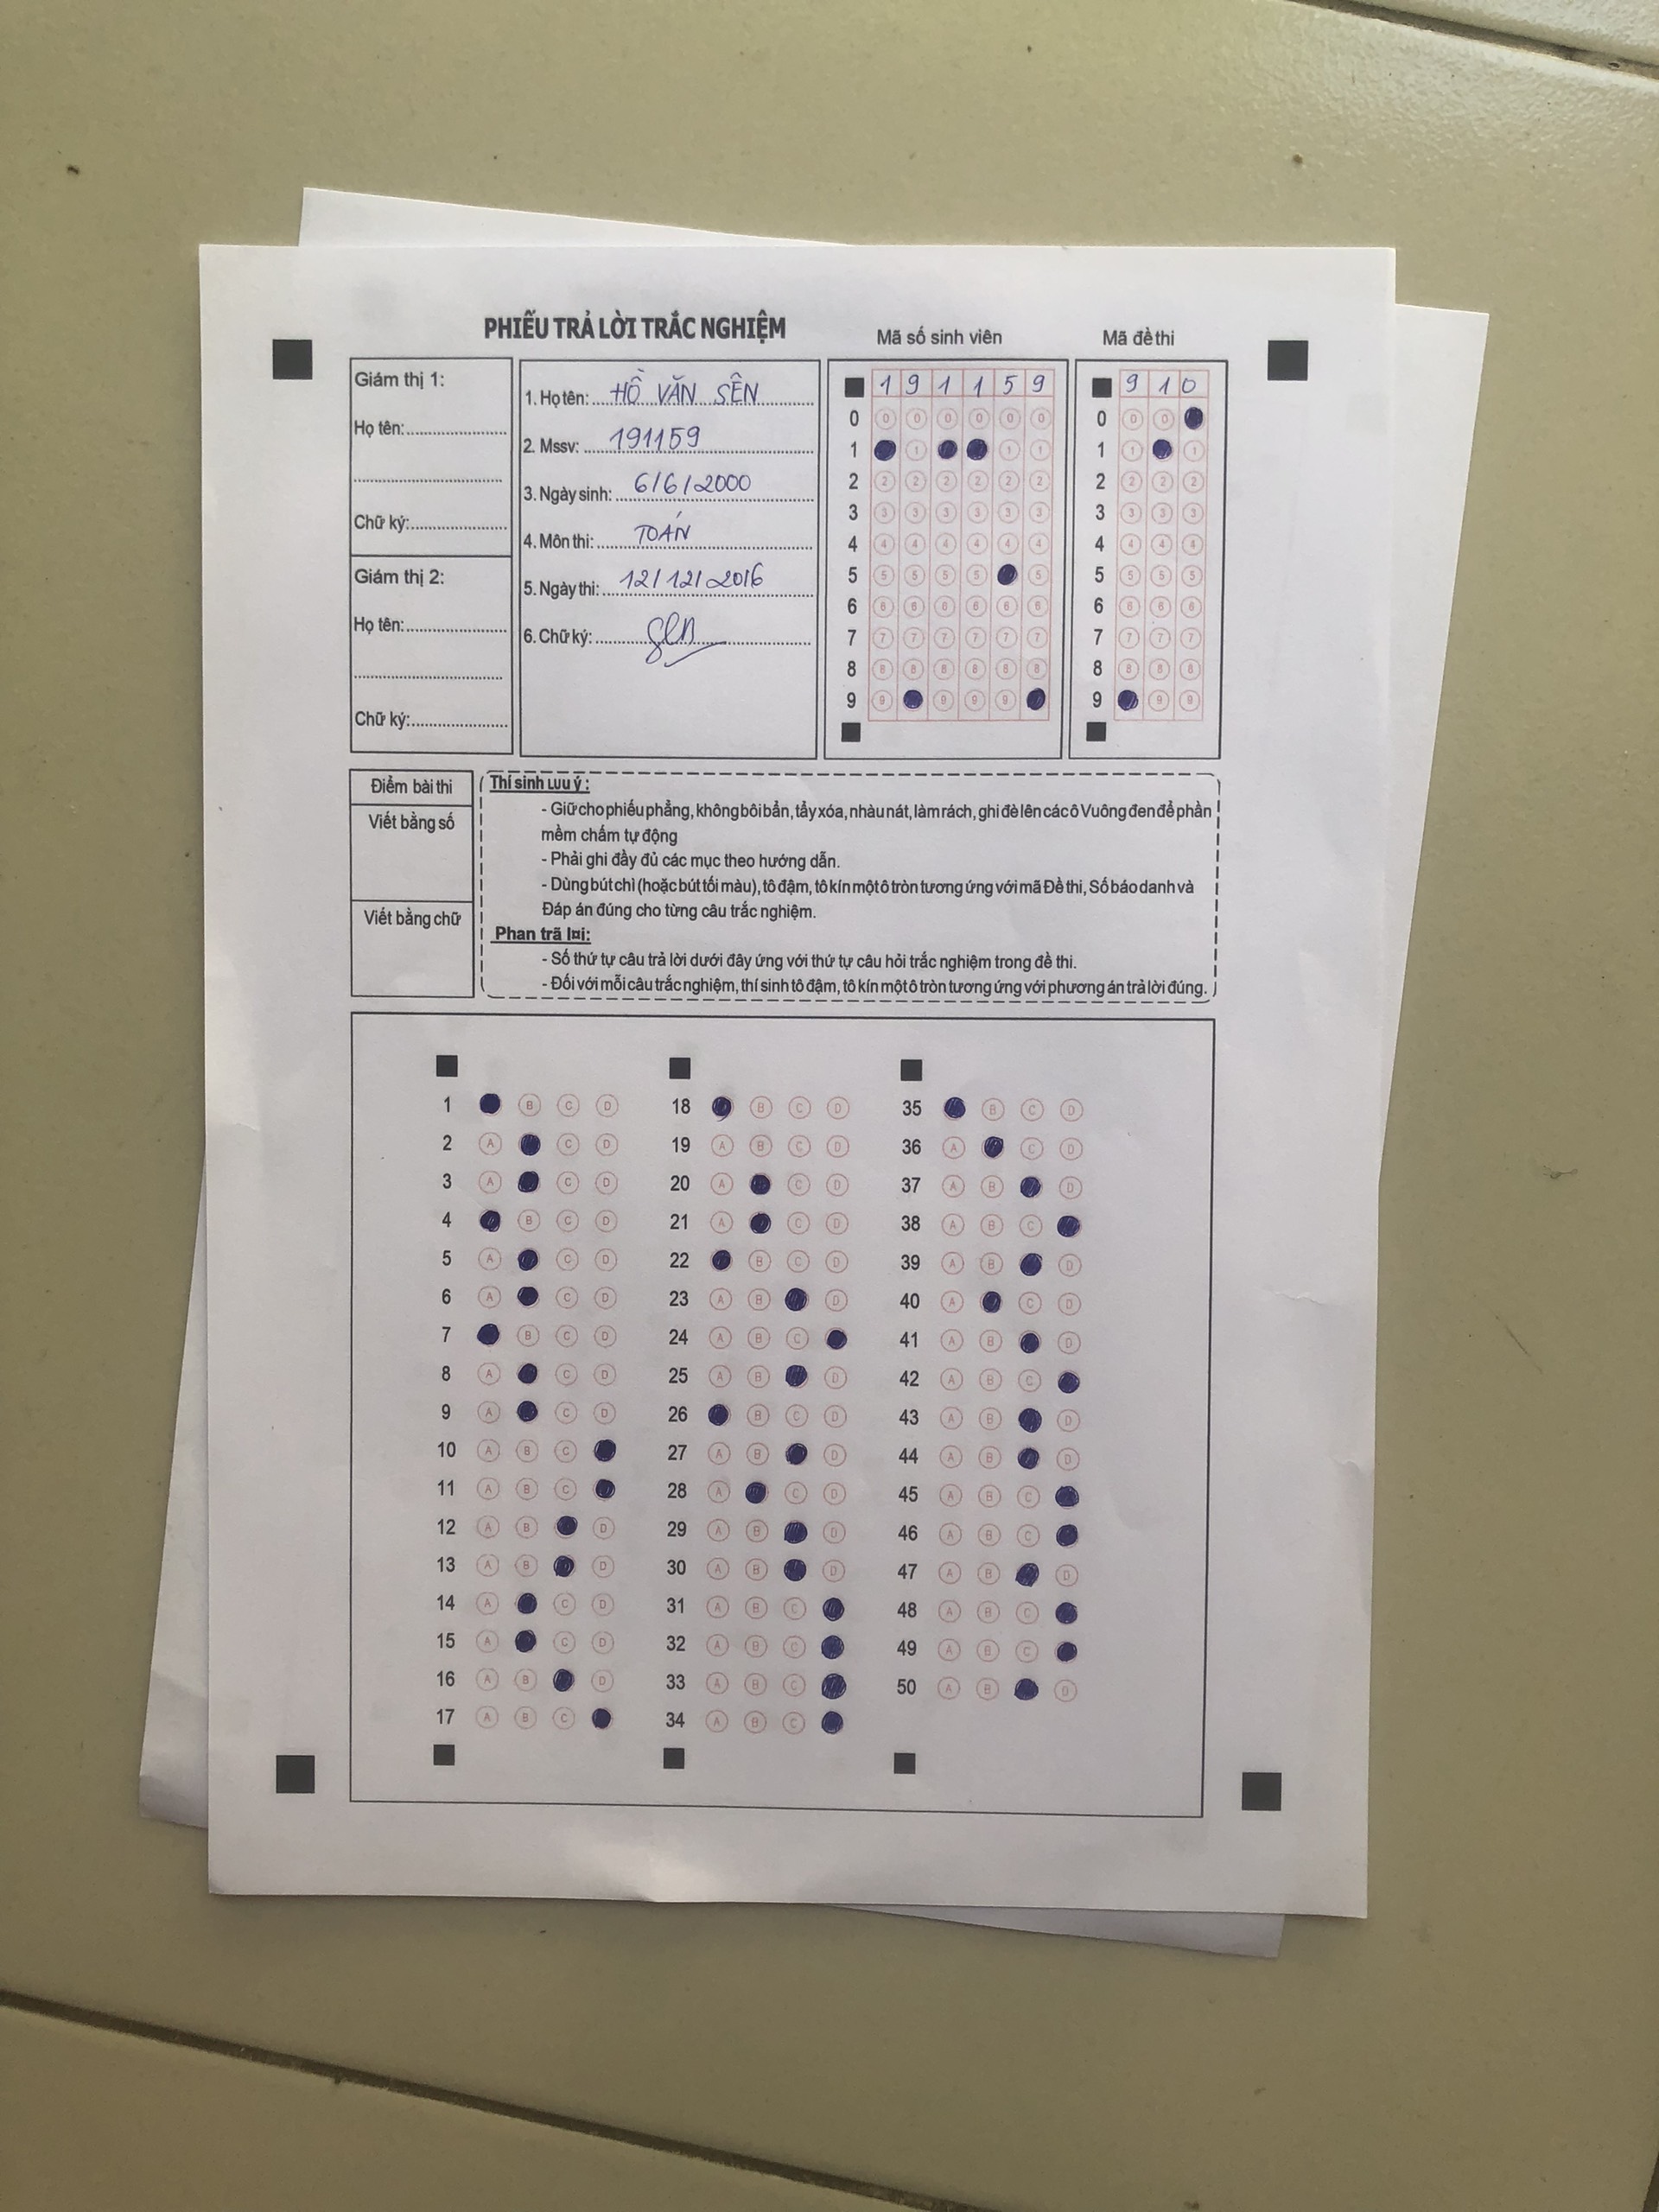 PHIẾU TRẢ LỜI TRẮC NGHIỆM
Mã số sinh viên
Mã đề thi
Giám thị 1:
Họ tên:
Chữ ký:
Giám thị 2:
Họ tên:
Chữ ký:
1. Họ tên: HỒ VĂN SÊN
2. Mssv: 191159
3. Ngày sinh: 6/6/2000
4. Môn thi: TOÁN
5. Ngày thi: 12/12/2016
6. Chữ ký: 
1 9 1 1 5 9
0 0 0 0 0 0 0
1 1 1 1
2 2 2 2 2 2 2
3 3 3 3 3 3 3
4 4 4 4 4 4 4
5 5 5 5 5 5
6 6 6 6 6 6 6
7 7 7 7 7 7 7
8 8 8 8 8 8 8
9 9 9 9 9
9 1 0
0 0 0
1 1 1
2 2 2 2
3 3 3 3
4 4 4 4
5 5 5 5
6 6 6 6
7 7 7 7
8 8 8 8
9 9 9
Điểm bài thi
Viết bằng số
Viết bằng chữ
Thí sinh Lưu ý :
- Giữ cho phiếu phẳng, không bôi bẩn, tẩy xóa, nhàu nát, làm rách, ghi đè lên các ô Vuông đen để phần
mềm chấm tự động
- Phải ghi đầy đủ các mục theo hướng dẫn.
- Dùng bút chì (hoặc bút tối màu), tô đậm, tô kín một ô tròn tương ứng với mã Đề thi, Số báo danh và
Đáp án đúng cho từng câu trắc nghiệm.
Phan trã l¤i:
- Số thứ tự câu trả lời dưới đây ứng với thứ tự câu hỏi trắc nghiệm trong đề thi.
- Đối với mỗi câu trắc nghiệm, thí sinh tô đậm, tô kín một ô tròn tương ứng với phương án trả lời đúng.
1 B C D
2 A C D
3 A C D
4 B C D
5 A C D
6 A C D
7 B C D
8 A C D
9 A C D
10 A B C
11 A B C
12 A B D
13 A B D
14 A C D
15 A C D
16 A B D
17 A B C
18 B C D
19 A B C D
20 A C D
21 A C D
22 B C D
23 A B D
24 A B C
25 A B D
26 B C D
27 A B D
28 A C D
29 A B D
30 A B D
31 A B C
32 A B C
33 A B C
34 A B C
35 B C D
36 A C D
37 A B D
38 A B C
39 A B D
40 A C D
41 A B D
42 A B C
43 A B D
44 A B D
45 A B C
46 A B C
47 A B D
48 A B C
49 A B C
50 A B D